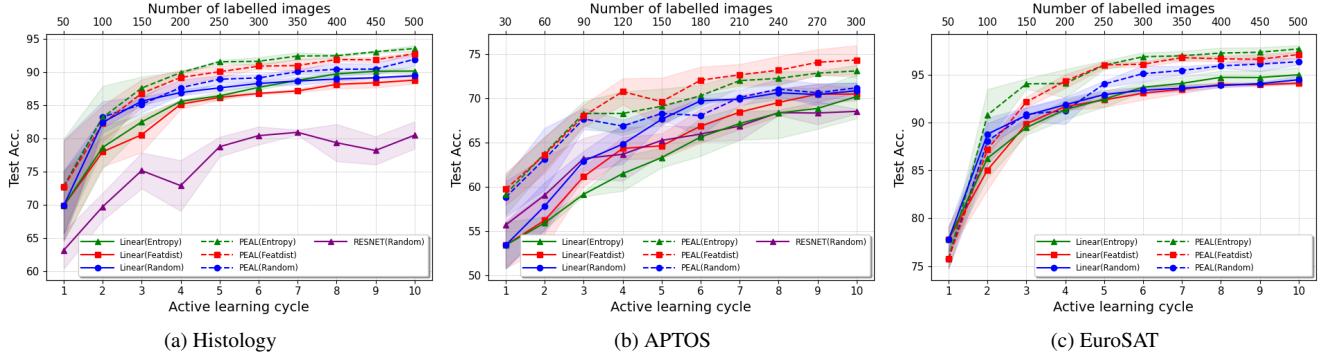 Number of labelled images
50 100 150 200 250 300 350 400 450 500
95
90
85
80
75
70
65
60
Test Acc.
Linear(Entropy) PEAL(Entropy) RESNET(Random)
Linear(Featdist) PEAL(Featdist)
Linear(Random) PEAL(Random)
1 2 3 4 5 6 7 8 9 10
Active learning cycle
(a) Histology
Number of labelled images
30 60 90 120 150 180 210 240 270 300
75
70
65
60
55
50
Test Acc.
Linear(Entropy) PEAL(Entropy) RESNET(Random)
Linear(Featdist) PEAL(Featdist)
Linear(Random) PEAL(Random)
1 2 3 4 5 6 7 8 9 10
Active learning cycle
(b) APTOS
Number of labelled images
50 100 150 200 250 300 350 400 450 500
95
90
85
80
75
Test Acc.
Linear(Entropy) PEAL(Entropy)
Linear(Featdist) PEAL(Featdist)
Linear(Random) PEAL(Random)
1 2 3 4 5 6 7 8 9 10
Active learning cycle
(c) EuroSAT